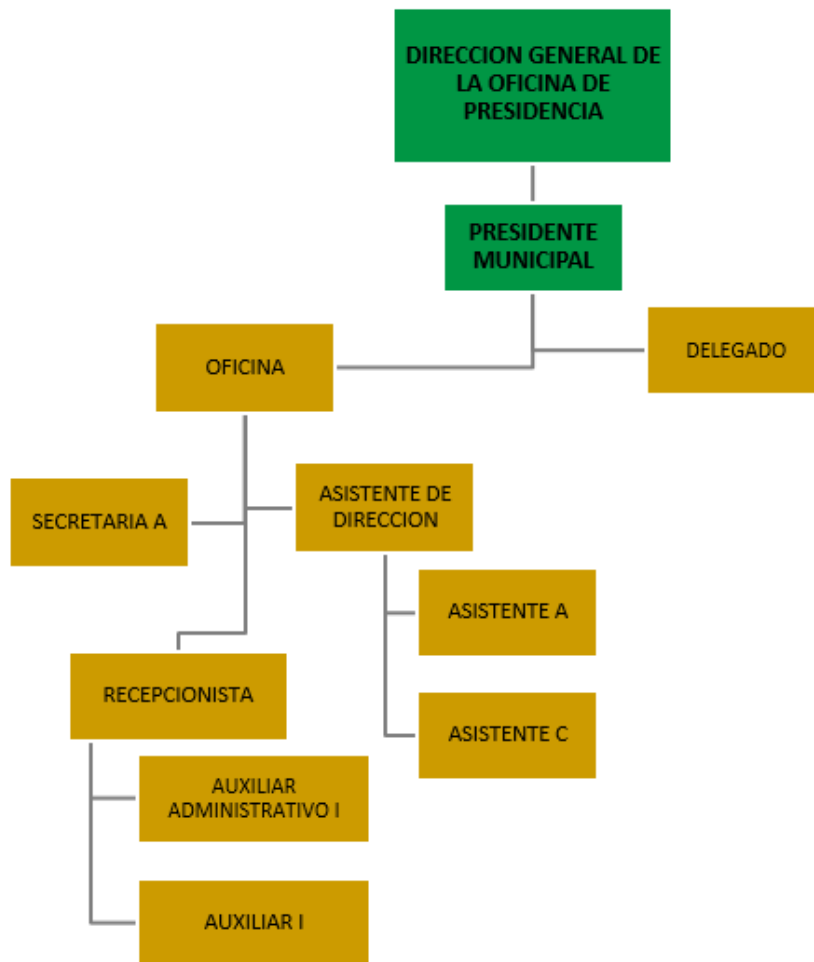 DIRECCION GENERAL DE
LA OFICINA DE
PRESIDENCIA
PRESIDENTE
MUNICIPAL
DELEGADO
OFICINA
SECRETARIA A
ASISTENTE DE
DIRECCION
ASISTENTE A
ASISTENTE C
RECEPCIONISTA
AUXILIAR
ADMINISTRATIVO I
AUXILIAR I